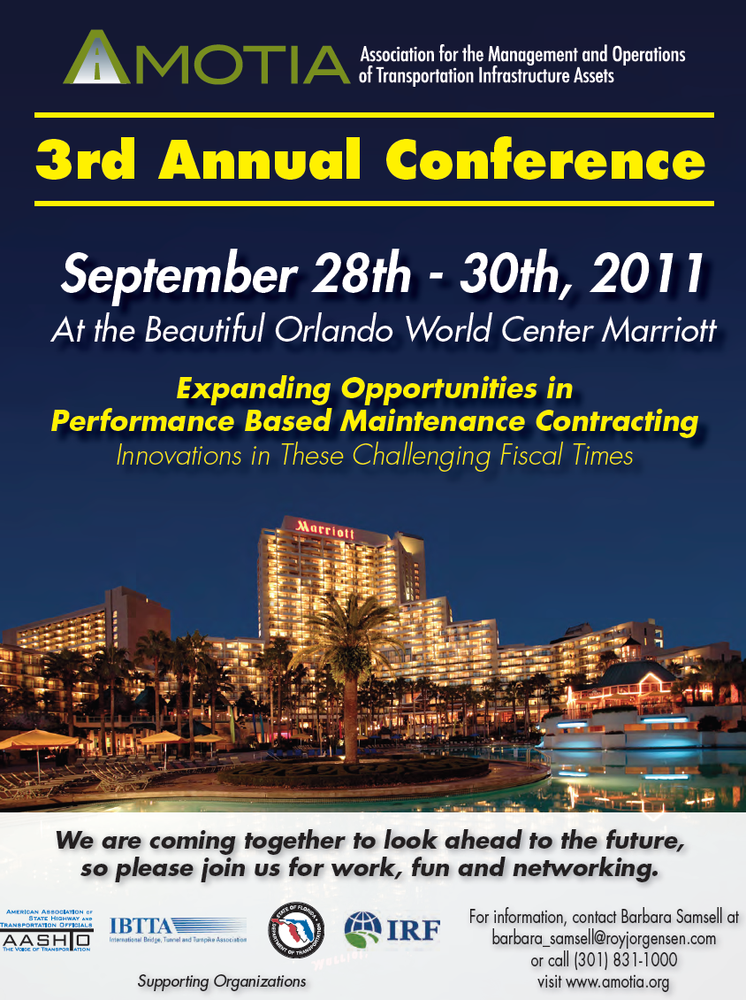 AMOTIA
Association for the Management and Operations
of Transportation Infrastructure Assets
3rd Annual Conference
September 28th - 30th, 2011
At the Beautiful Orlando World Center Marriott
Expanding Opportunities in
Performance Based Maintenance Contracting
Innovations in These Challenging Fiscal Times
Marriott
We are coming together to look ahead to the future,
so please join us for work, fun and networking.
AMERICAN ASSOCIATION OF
STATE HIGHWAY AND
TRANSPORTATION OFFICIALS
AASHTO
THE VOICE OF TRANSPORTATION
IBTTA
International Bridge, Tunnel and Turnpike Association
STATE OF FLORIDA
DEPARTMENT OF TRANSPORTATION
IRF
Supporting Organizations
For information, contact Barbara Samsell at
barbara_samsell@royjorgensen.com
or call (301) 831-1000
visit www.amotia.org